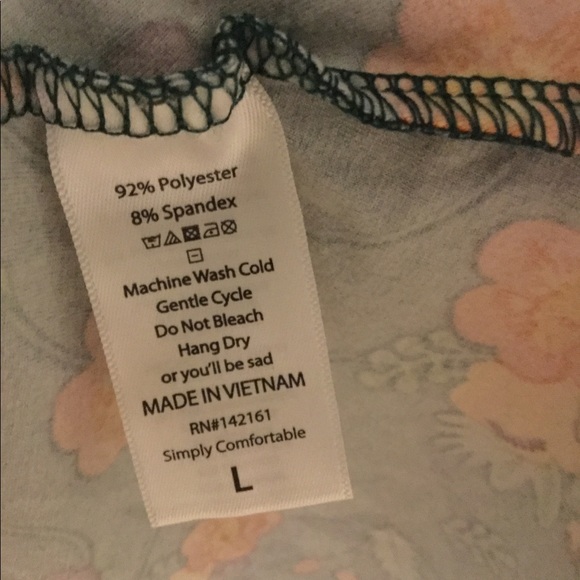 92% Polyester
8% Spandex
Machine Wash Cold
Gentle Cycle
Do Not Bleach
Hang Dry
or you'll be sad
MADE IN VIETNAM
RN#142161
Simply Comfortable
L